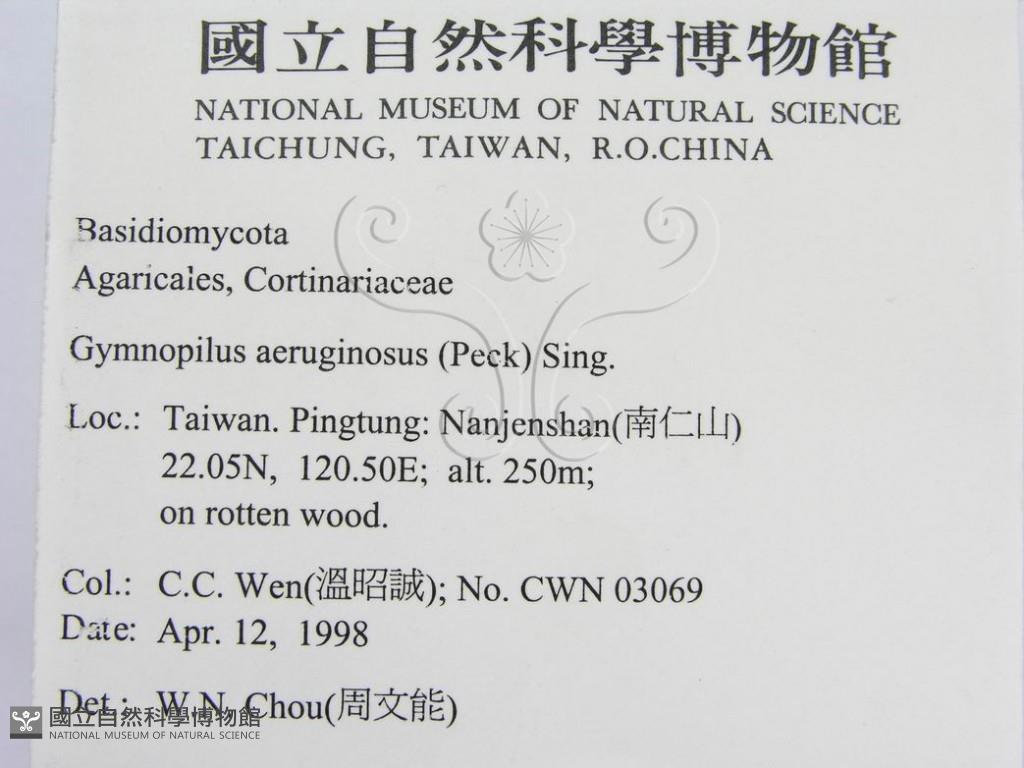 國立自然科學博物館
NATIONAL MUSEUM OF NATURAL SCIENCE
TAICHUNG, TAIWAN, R.O.CHINA
Basidiomycota
Agaricales, Cortinariaceae
Gymnopilus aeruginosus (Peck) Sing.
Loc.: Taiwan. Pingtung: Nanjenshan(南仁山)
22.05N, 120.50E; alt. 250m;
on rotten wood.
Col.: C.C. Wen(溫昭誠); No. CWN 03069
Date: Apr. 12, 1998
Det.: W.N. Chou(周文能)
國立自然科學博物館
NATIONAL MUSEUM OF NATURAL SCIENCE